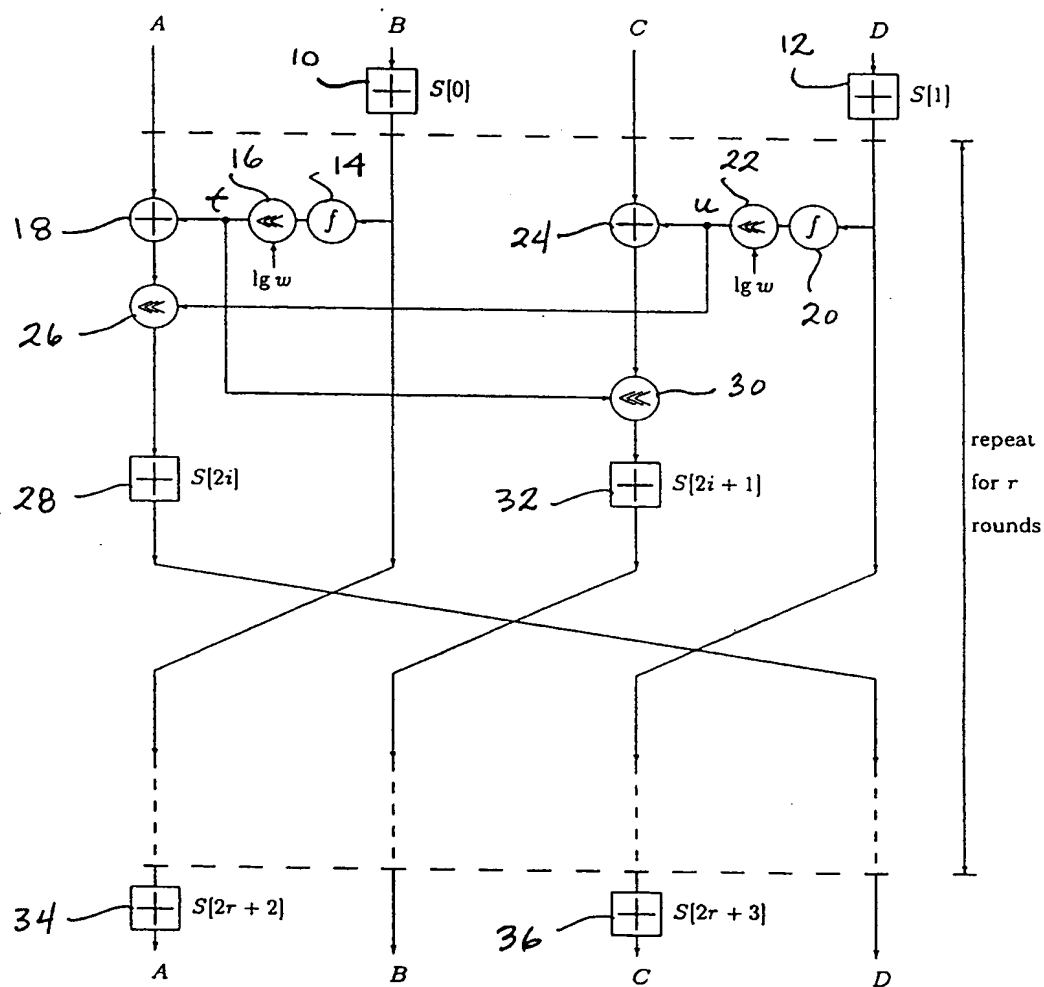 A
B
C
D
10
S[0]
12
S[1]
16
14
22
t
<<<
f
u
<<<
f
18
24
lg w
lg w
20
<<<
26
<<<
30
28
S[2i]
32
S[2i + 1]
repeat
for r
rounds
34
S[2r + 2]
36
S[2r + 3]
A
B
C
D